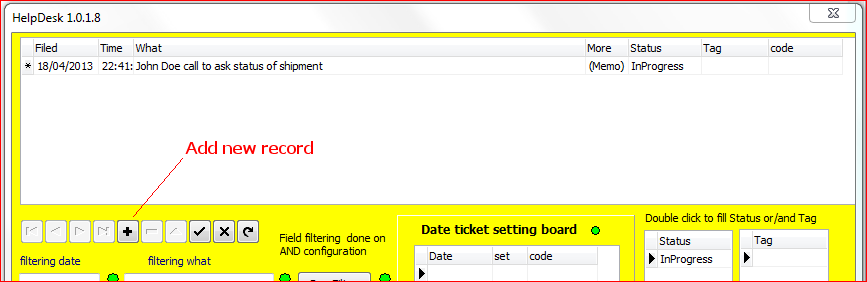 HelpDesk 1.0.1.8
Filed Time What More Status Tag code
* 18/04/2013 22:41: John Doe call to ask status of shipment (Memo) InProgress
Add new record
Double click to fill Status or/and Tag
Date ticket setting board
Field filtering done on
AND configuration
Status Tag
filtering date filtering what
Date set code
InProgress